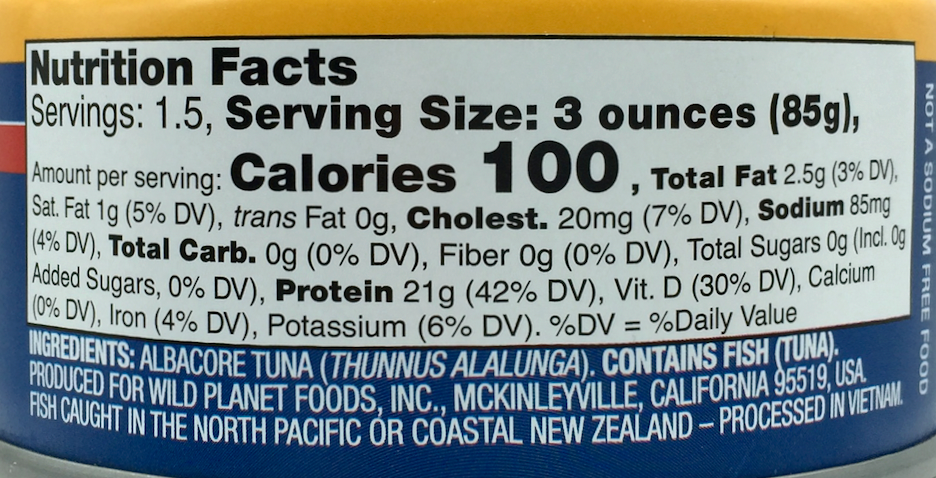 Nutrition Facts
Servings: 1.5, Serving Size: 3 ounces (85g),
Amount per serving: Calories 100, Total Fat 2.5g (3% DV),
Sat. Fat 1g (5% DV), trans Fat 0g, Cholest. 20mg (7% DV), Sodium 85mg
(4% DV), Total Carb. 0g (0% DV), Fiber 0g (0% DV), Total Sugars 0g (Incl. 0g
Added Sugars, 0% DV), Protein 21g (42% DV), Vit. D (30% DV), Calcium
(0% DV), Iron (4% DV), Potassium (6% DV). %DV = %Daily Value
INGREDIENTS: ALBACORE TUNA (THUNNUS ALALUNGA). CONTAINS FISH (TUNA).
PRODUCED FOR WILD PLANET FOODS, INC., MCKINLEYVILLE, CALIFORNIA 95519, USA.
FISH CAUGHT IN THE NORTH PACIFIC OR COASTAL NEW ZEALAND – PROCESSED IN VIETNAM.
NOT A SODIUM FREE FOOD